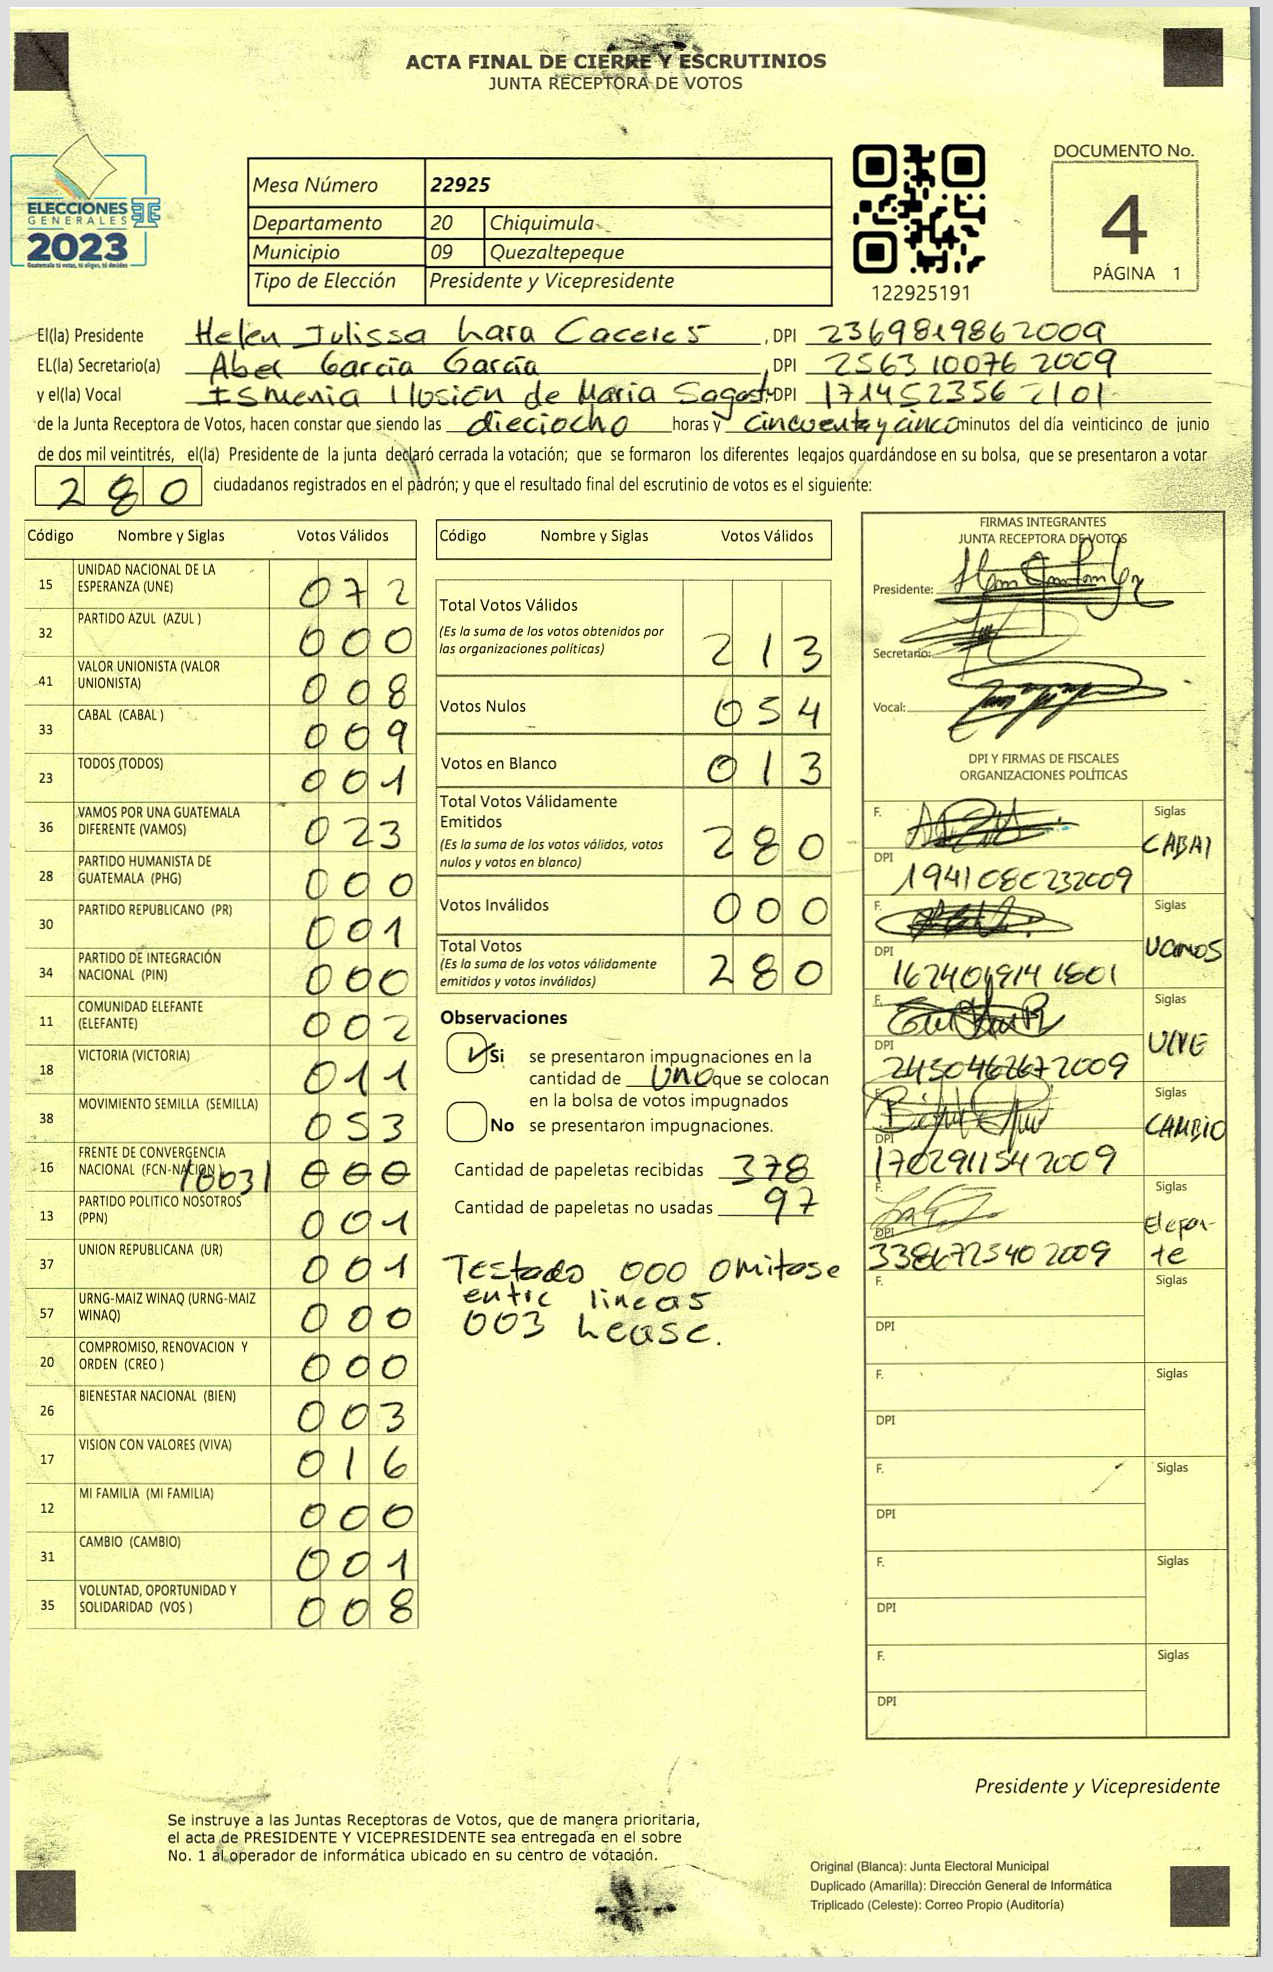 ACTA FINAL DE CIERRE Y ESCRUTINIOS
JUNTA RECEPTORA DE VOTOS
ELECCIONES
GENERALES
2023
Guatemala tú votas, tú eliges, tú decides
Mesa Número 22925
Departamento 20 Chiquimula
Municipio 09 Quezaltepeque
Tipo de Elección Presidente y Vicepresidente
122925191
DOCUMENTO No.
4
PÁGINA 1
El(la) Presidente Helen Julissa Lara Caceres, DPI 2369819862009
EL(la) Secretario(a) Abel García García, DPI 2563100762009
y el(la) Vocal Ismenia Ilusión de Maria Sagast, DPI 1714523562101
de la Junta Receptora de Votos, hacen constar que siendo las dieciocho horas y cincuenta y cinco minutos del día veinticinco de junio
de dos mil veintitrés, el(la) Presidente de la junta declaró cerrada la votación; que se formaron los diferentes legajos guardándose en su bolsa, que se presentaron a votar
280 ciudadanos registrados en el padrón; y que el resultado final del escrutinio de votos es el siguiente:
Código Nombre y Siglas Votos Válidos
15 UNIDAD NACIONAL DE LA ESPERANZA (UNE) 072
32 PARTIDO AZUL (AZUL ) 000
41 VALOR UNIONISTA (VALOR UNIONISTA) 008
33 CABAL (CABAL ) 009
23 TODOS (TODOS) 001
36 VAMOS POR UNA GUATEMALA DIFERENTE (VAMOS) 023
28 PARTIDO HUMANISTA DE GUATEMALA (PHG) 000
30 PARTIDO REPUBLICANO (PR) 001
34 PARTIDO DE INTEGRACIÓN NACIONAL (PIN) 000
11 COMUNIDAD ELEFANTE (ELEFANTE) 002
18 VICTORIA (VICTORIA) 011
38 MOVIMIENTO SEMILLA (SEMILLA) 053
16 FRENTE DE CONVERGENCIA NACIONAL (FCN-NACION ) /003/ 000
13 PARTIDO POLITICO NOSOTROS (PPN) 001
37 UNION REPUBLICANA (UR) 001
57 URNG-MAIZ WINAQ (URNG-MAIZ WINAQ) 000
20 COMPROMISO, RENOVACION Y ORDEN (CREO ) 000
26 BIENESTAR NACIONAL (BIEN) 003
17 VISION CON VALORES (VIVA) 016
12 MI FAMILIA (MI FAMILIA) 000
31 CAMBIO (CAMBIO) 001
35 VOLUNTAD, OPORTUNIDAD Y SOLIDARIDAD (VOS ) 008
Código Nombre y Siglas Votos Válidos
Total Votos Válidos
(Es la suma de los votos obtenidos por
las organizaciones políticas) 213
Votos Nulos 054
Votos en Blanco 013
Total Votos Válidamente
Emitidos
(Es la suma de los votos válidos, votos
nulos y votos en blanco) 280
Votos Inválidos 000
Total Votos
(Es la suma de los votos válidamente
emitidos y votos inválidos) 280
Observaciones
Si se presentaron impugnaciones en la
cantidad de uno que se colocan
en la bolsa de votos impugnados
No se presentaron impugnaciones.
Cantidad de papeletas recibidas 378
Cantidad de papeletas no usadas 97
Testado 000 omitase
entre lineas
003 Lease.
FIRMAS INTEGRANTES
JUNTA RECEPTORA DE VOTOS
Presidente:
Secretario:
Vocal:
DPI Y FIRMAS DE FISCALES
ORGANIZACIONES POLÍTICAS
F. Siglas
CABAL
DPI 1941080232009
F. Siglas
VAMOS
DPI
F. Siglas
DPI 2450462672009
F. Siglas
CAMBIO
DPI 1702911542009
F. Siglas
Elefan-
te
DPI 3386725402009
F. Siglas
DPI
F. Siglas
DPI
F. Siglas
DPI
F. Siglas
DPI
F. Siglas
DPI
Presidente y Vicepresidente
Se instruye a las Juntas Receptoras de Votos, que de manera prioritaria,
el acta de PRESIDENTE Y VICEPRESIDENTE sea entregada en el sobre
No. 1 al operador de informática ubicado en su centro de votación.
Original (Blanca): Junta Electoral Municipal
Duplicado (Amarilla): Dirección General de Informática
Triplicado (Celeste): Correo Propio (Auditoría)